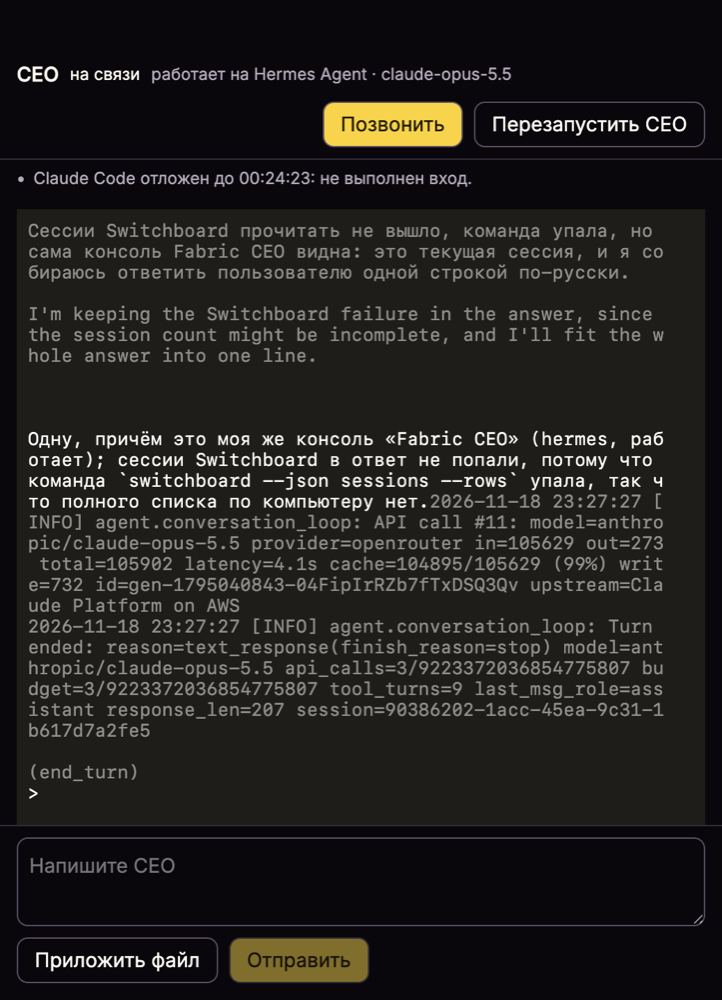 CEO на связи работает на Hermes Agent · claude-opus-5.5
Позвонить Перезапустить CEO
• Claude Code отложен до 00:24:23: не выполнен вход.
Сессии Switchboard прочитать не вышло, команда упала, но
сама консоль Fabric CEO видна: это текущая сессия, и я со
бираюсь ответить пользователю одной строкой по-русски.
I'm keeping the Switchboard failure in the answer, since
the session count might be incomplete, and I'll fit the w
hole answer into one line.
Одну, причём это моя же консоль «Fabric CEO» (hermes, раб
отает); сессии Switchboard в ответ не попали, потому что
команда `switchboard --json sessions --rows` упала, так ч
то полного списка по компьютеру нет.2026-11-18 23:27:27 [
INFO] agent.conversation_loop: API call #11: model=anthro
pic/claude-opus-5.5 provider=openrouter in=105629 out=273
total=105902 latency=4.1s cache=104895/105629 (99%) writ
e=732 id=gen-1795040843-04FipIrRZb7fTxDSQ3Qv upstream=Cla
ude Platform on AWS
2026-11-18 23:27:27 [INFO] agent.conversation_loop: Turn
ended: reason=text_response(finish_reason=stop) model=ant
hropic/claude-opus-5.5 api_calls=3/9223372036854775807 bu
dget=3/9223372036854775807 tool_turns=9 last_msg_role=ass
istant response_len=207 session=90386202-1acc-45ea-9c31-1
b617d7a2fe5
(end_turn)
>
Напишите CEO
Приложить файл Отправить